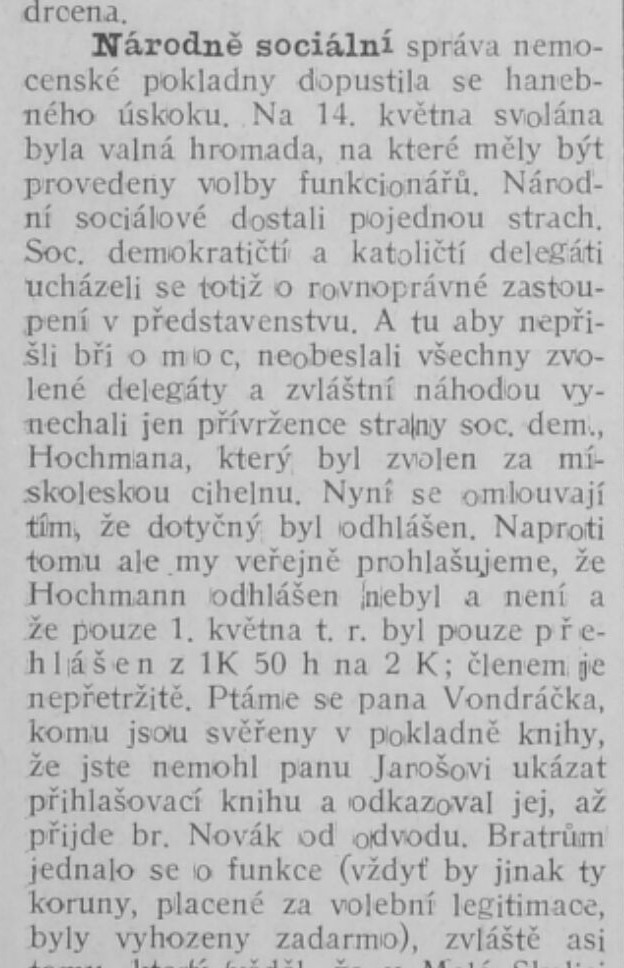 drcena.
Národně sociální správa nemo-
censké pokladny dopustila se haneb-
ného úskoku. Na 14. května svolána
byla valná hromada, na které měly být
provedeny volby funkcionářů. Národ-
ní sociálové dostali pojednou strach.
Soc. demokratičtí a katoličtí delegáti
ucházeli se totiž o rovnoprávné zastou-
pení v představenstvu. A tu aby nepři-
šli bří o moc, neobeslali všechny zvo-
lené delegáty a zvláštní náhodou vy-
nechali jen přívržence strany soc. dem.,
Hochmana, který byl zvolen za mí-
skoleskou cihelnu. Nyní se omlouvají
tím, že dotyčný byl odhlášen. Naproti
tomu ale my veřejně prohlašujeme, že
Hochmann odhlášen nebyl a není a
že pouze 1. května t. r. byl pouze pře-
hlášen z 1K 50 h na 2 K; členem je
nepřetržitě. Ptáme se pana Vondráčka,
komu jsou svěřeny v pokladně knihy,
že jste nemohl panu Jarošovi ukázat
přihlašovací knihu a odkazoval jej, až
přijde br. Novák od odvodu. Bratrům
jednalo se o funkce (vždyť by jinak ty
koruny, placené za volební legitimace,
byly vyhozeny zadarmo), zvláště asi